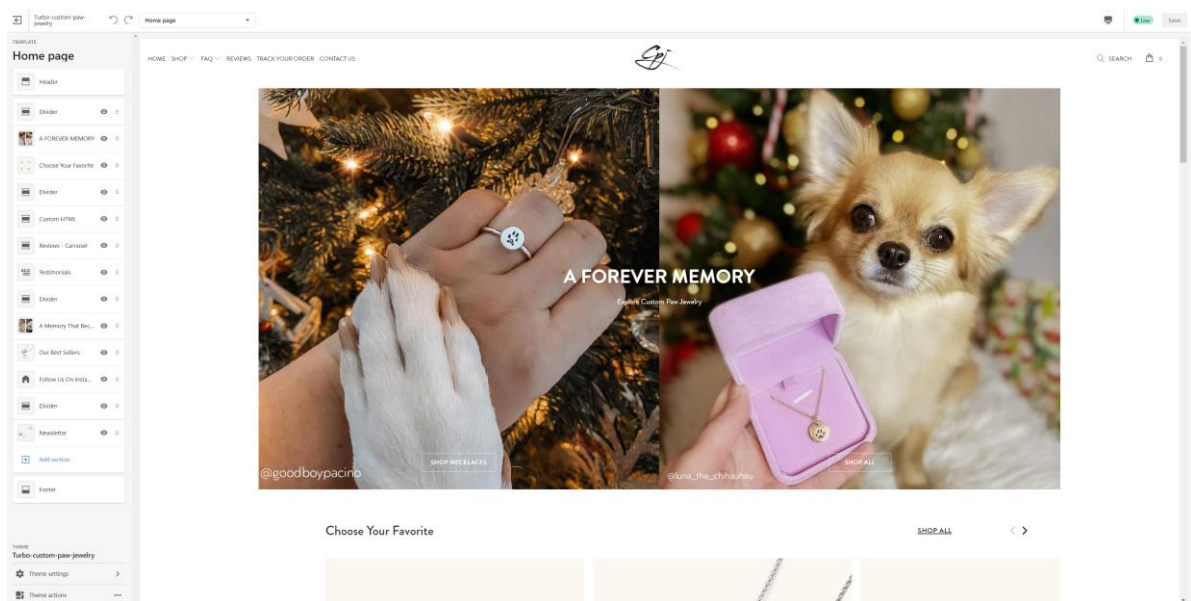 Turbo-custom-paw-
jewelry
Home page
Live
Save
TEMPLATE
Home page
Header
Divider
A FOREVER MEMORY
Choose Your Favorite
Divider
Custom HTML
Reviews - Carousel
Testimonials
Divider
A Memory That Bec...
Our Best Sellers
Follow Us On Insta...
Divider
Newsletter
Add section
Footer
THEME
Turbo-custom-paw-jewelry
Theme settings
Theme actions
HOME SHOP FAQ REVIEWS TRACK YOUR ORDER CONTACT US
Cpj
SEARCH 0
A FOREVER MEMORY
Explore Custom Paw Jewelry
SHOP NECKLACES
SHOP ALL
@goodboypacino
@luna_the_chihauhau
Choose Your Favorite
SHOP ALL